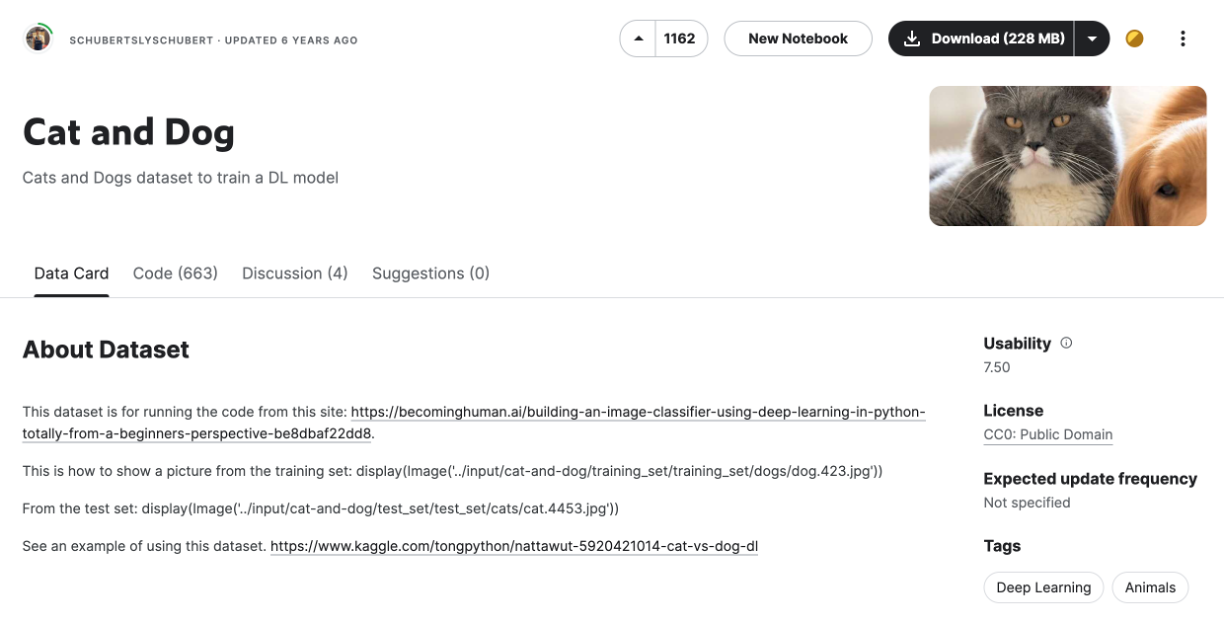 SCHUBERTSLYSCHUBERT · UPDATED 6 YEARS AGO
1162
New Notebook
Download (228 MB)
Cat and Dog
Cats and Dogs dataset to train a DL model
Data Card
Code (663)
Discussion (4)
Suggestions (0)
About Dataset
This dataset is for running the code from this site: https://becominghuman.ai/building-an-image-classifier-using-deep-learning-in-python-
totally-from-a-beginners-perspective-be8dbaf22dd8.
This is how to show a picture from the training set: display(Image('../input/cat-and-dog/training_set/training_set/dogs/dog.423.jpg'))
From the test set: display(Image('../input/cat-and-dog/test_set/test_set/cats/cat.4453.jpg'))
See an example of using this dataset. https://www.kaggle.com/tongpython/nattawut-5920421014-cat-vs-dog-dl
Usability
7.50
License
CC0: Public Domain
Expected update frequency
Not specified
Tags
Deep Learning
Animals